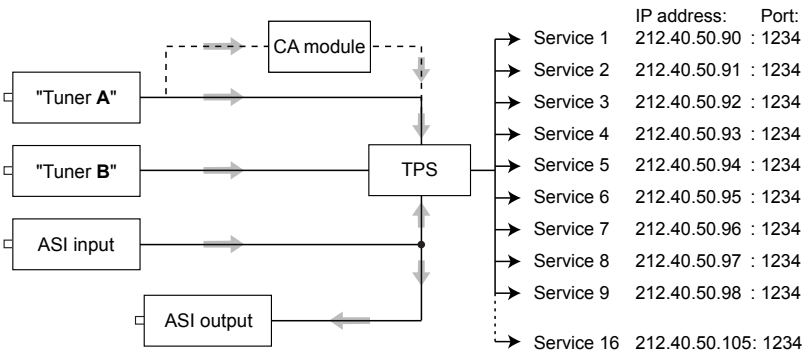 IP address: Port:
CA module
"Tuner A"
"Tuner B"
ASI input
ASI output
TPS
Service 1 212.40.50.90 : 1234
Service 2 212.40.50.91 : 1234
Service 3 212.40.50.92 : 1234
Service 4 212.40.50.93 : 1234
Service 5 212.40.50.94 : 1234
Service 6 212.40.50.95 : 1234
Service 7 212.40.50.96 : 1234
Service 8 212.40.50.97 : 1234
Service 9 212.40.50.98 : 1234
Service 16 212.40.50.105: 1234